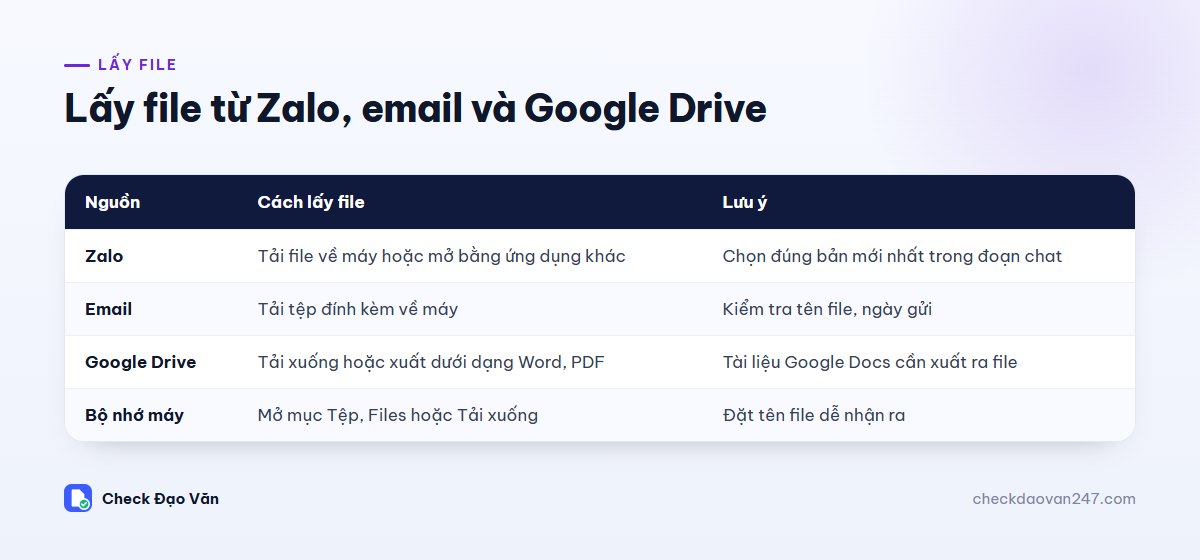 LẤY FILE
Lấy file từ Zalo, email và Google Drive
Nguồn Cách lấy file Lưu ý
Zalo Tải file về máy hoặc mở bằng ứng dụng khác Chọn đúng bản mới nhất trong đoạn chat
Email Tải tệp đính kèm về máy Kiểm tra tên file, ngày gửi
Google Drive Tải xuống hoặc xuất dưới dạng Word, PDF Tài liệu Google Docs cần xuất ra file
Bộ nhớ máy Mở mục Tệp, Files hoặc Tải xuống Đặt tên file dễ nhận ra
Check Đạo Văn checkdaovan247.com